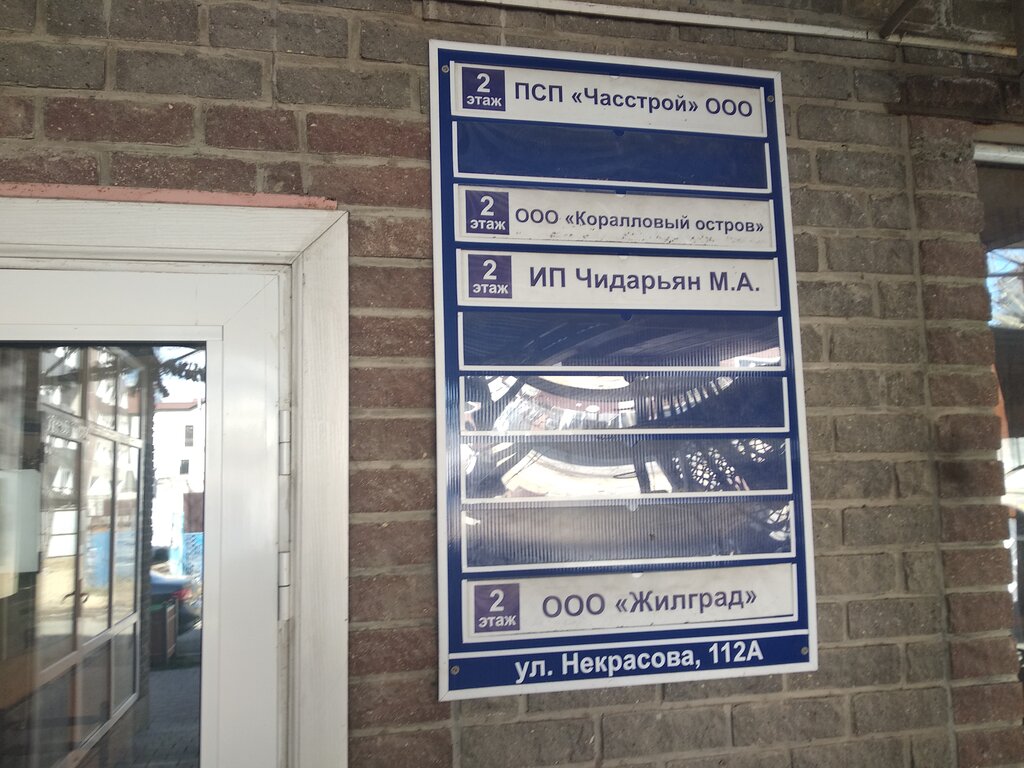 2 этаж ПСП «Часстрой» ООО
2 этаж ООО «Коралловый остров»
2 этаж ИП Чидарьян М.А.
2 этаж ООО «Жилград»
ул. Некрасова, 112А